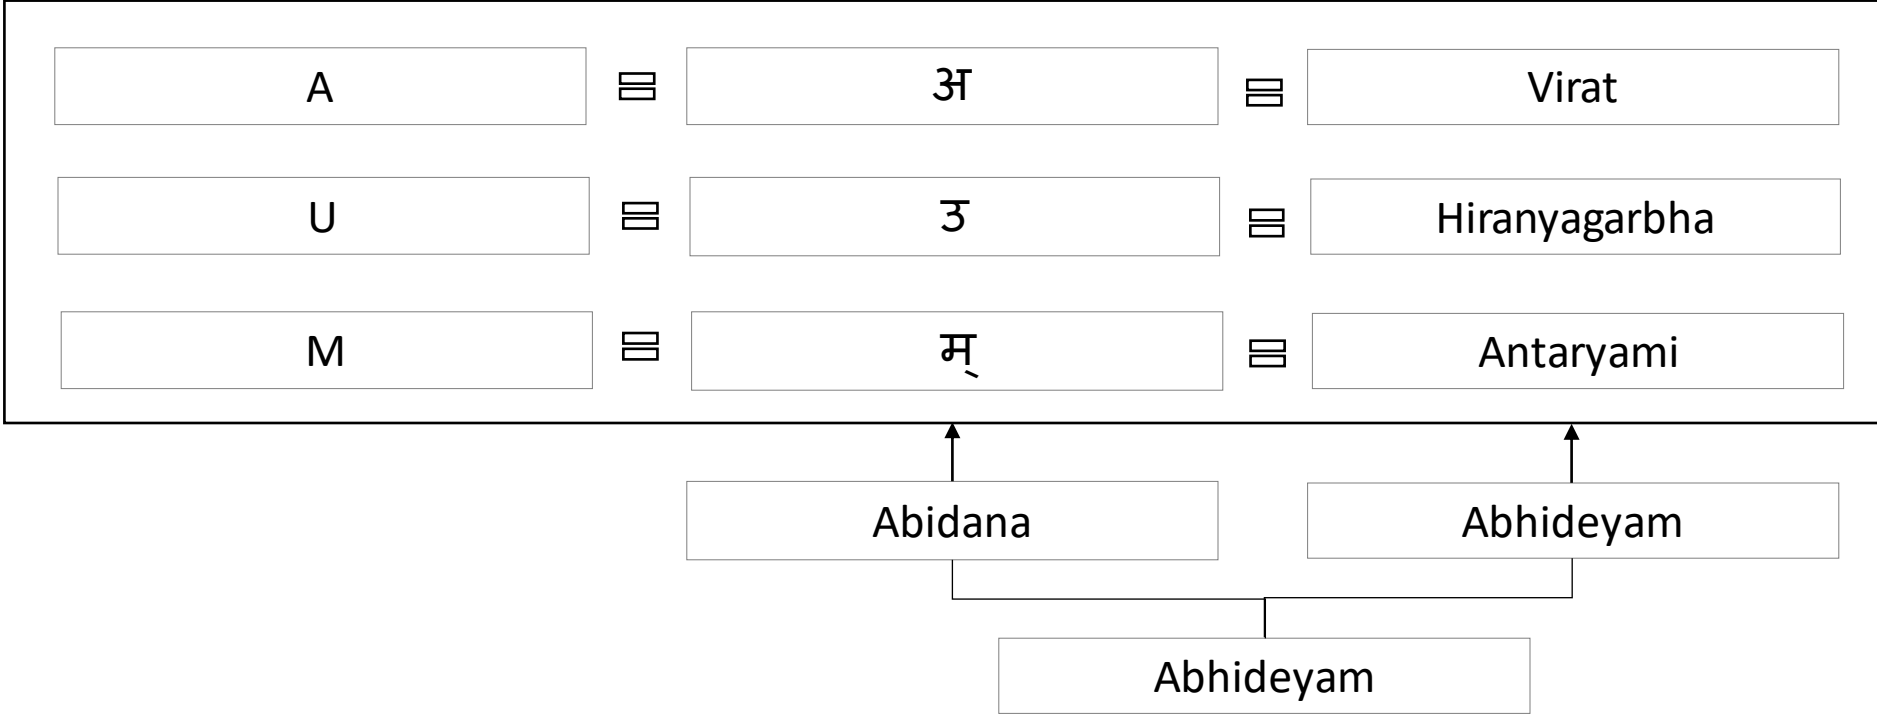 A = अ = Virat
U = उ = Hiranyagarbha
M = म् = Antaryami
Abidana Abhideyam
Abhideyam